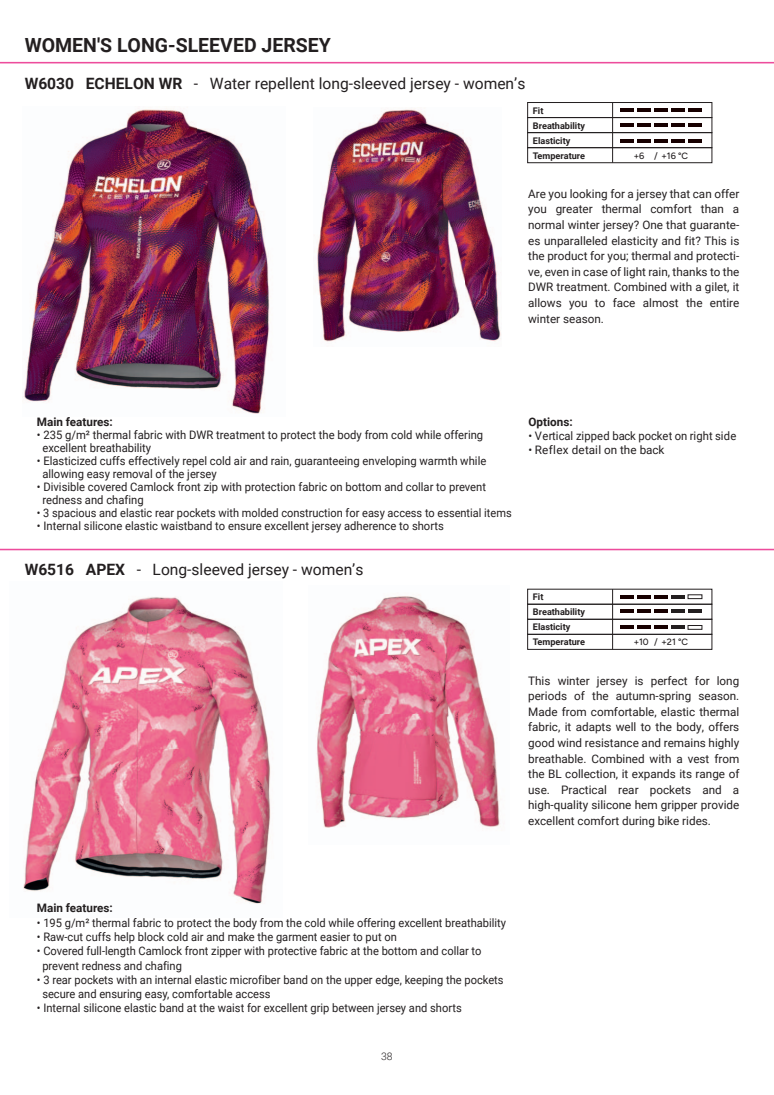 WOMEN'S LONG-SLEEVED JERSEY
W6030 ECHELON WR - Water repellent long-sleeved jersey - women’s
ECHELON
RACEPROVEN
ECHELON
RACEPROVEN
Fit
Breathability
Elasticity
Temperature +6 / +16 °C
Are you looking for a jersey that can offer
you greater thermal comfort than a
normal winter jersey? One that guarante-
es unparalleled elasticity and fit? This is
the product for you; thermal and protecti-
ve, even in case of light rain, thanks to the
DWR treatment. Combined with a gilet, it
allows you to face almost the entire
winter season.
Main features:
• 235 g/m² thermal fabric with DWR treatment to protect the body from cold while offering
excellent breathability
• Elasticized cuffs effectively repel cold air and rain, guaranteeing enveloping warmth while
allowing easy removal of the jersey
• Divisible covered Camlock front zip with protection fabric on bottom and collar to prevent
redness and chafing
• 3 spacious and elastic rear pockets with molded construction for easy access to essential items
• Internal silicone elastic waistband to ensure excellent jersey adherence to shorts
Options:
• Vertical zipped back pocket on right side
• Reflex detail on the back
W6516 APEX - Long-sleeved jersey - women’s
APEX
APEX
Fit
Breathability
Elasticity
Temperature +10 / +21 °C
This winter jersey is perfect for long
periods of the autumn-spring season.
Made from comfortable, elastic thermal
fabric, it adapts well to the body, offers
good wind resistance and remains highly
breathable. Combined with a vest from
the BL collection, it expands its range of
use. Practical rear pockets and a
high-quality silicone hem gripper provide
excellent comfort during bike rides.
Main features:
• 195 g/m² thermal fabric to protect the body from the cold while offering excellent breathability
• Raw-cut cuffs help block cold air and make the garment easier to put on
• Covered full-length Camlock front zipper with protective fabric at the bottom and collar to
prevent redness and chafing
• 3 rear pockets with an internal elastic microfiber band on the upper edge, keeping the pockets
secure and ensuring easy, comfortable access
• Internal silicone elastic band at the waist for excellent grip between jersey and shorts
38